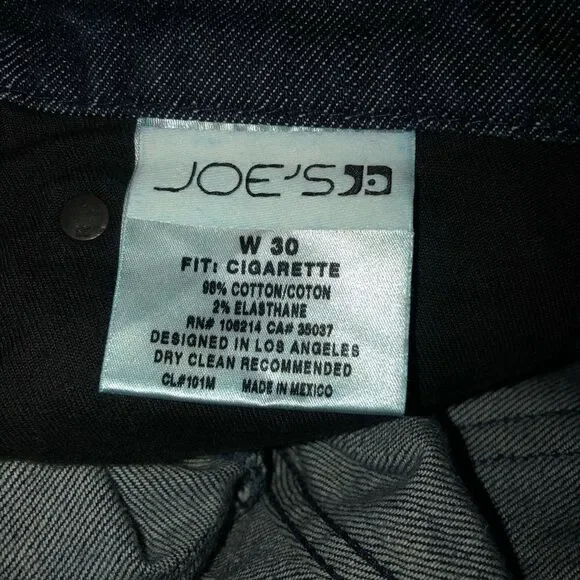 JOE'S
W 30
FIT: CIGARETTE
98% COTTON/COTON
2% ELASTHANE
RN# 106214 CA# 35037
DESIGNED IN LOS ANGELES
DRY CLEAN RECOMMENDED
CL#101M MADE IN MEXICO